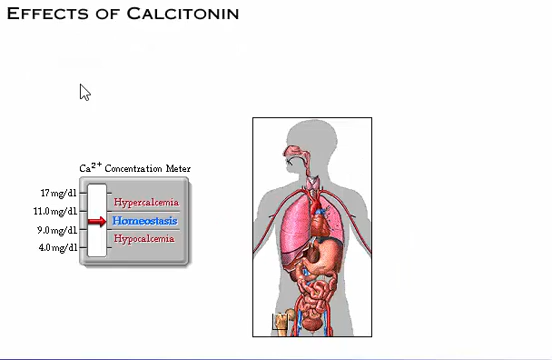 EFFECTS OF CALCITONIN
Ca2+ Concentration Meter
17 mg/dl
Hypercalcemia
11.0 mg/dl
Homeostasis
9.0 mg/dl
Hypocalcemia
4.0 mg/dl